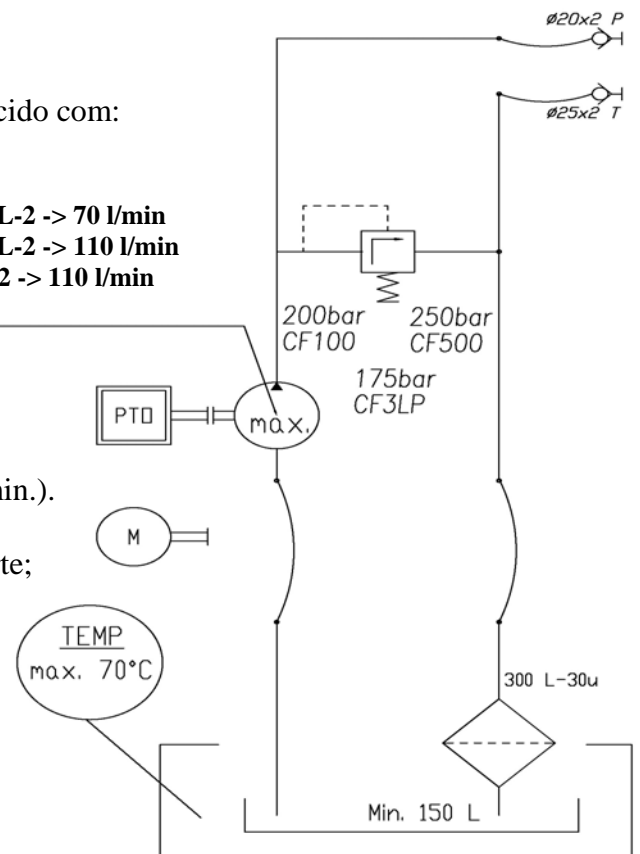 ø20x2 P
cido com:
ø25x2 T
L-2 -> 70 l/min
L-2 -> 110 l/min
2 -> 110 l/min
200bar
CF100
250bar
CF500
175bar
CF3LP
PTO
max.
nin.).
M
te;
TEMP
max. 70°C
300 L-30u
Min. 150 L